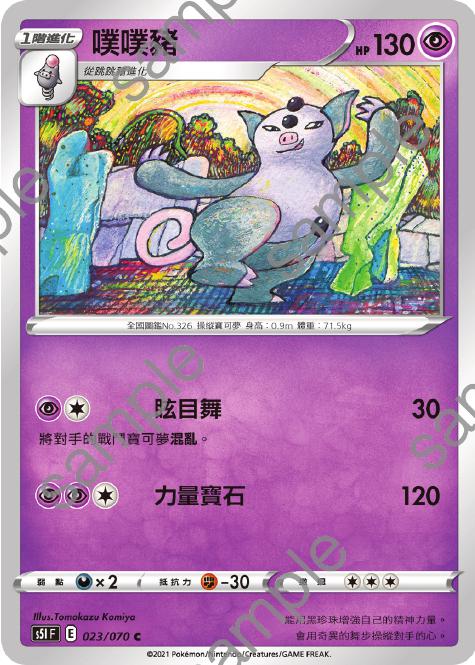 1階進化
噗噗豬
HP 130
從跳跳豬進化
全國圖鑑No.326 操縱寶可夢 身高：0.9m 體重：71.5kg
眩目舞 30
將對手的戰鬥寶可夢混亂。
力量寶石 120
弱點 ×2 抵抗力 -30 撤退
Illus.Tomokazu Komiya
S5I F E 023/070 C
能用黑珍珠增強自己的精神力量。
會用奇異的舞步操縱對手的心。
©2021 Pokémon/Nintendo/Creatures/GAME FREAK.
sample
sample
sample
sample
sample
sample